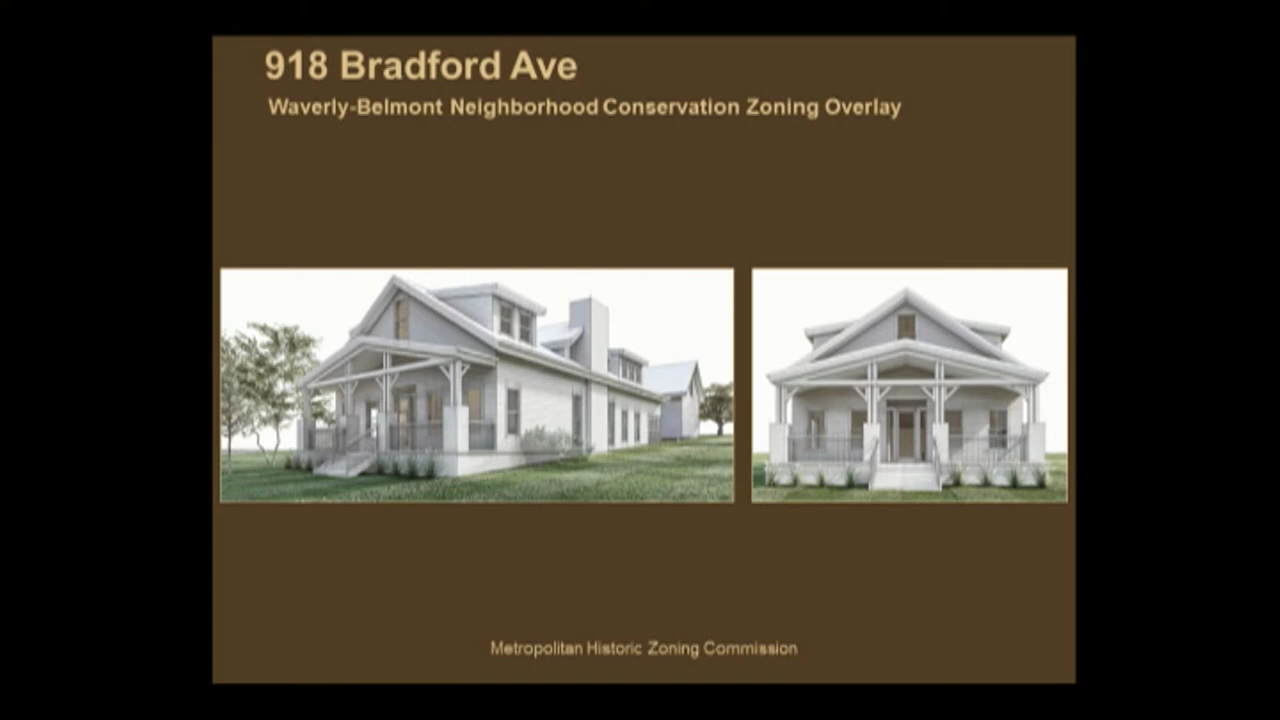 918 Bradford Ave
Waverly-Belmont Neighborhood Conservation Zoning Overlay
Metropolitan Historic Zoning Commission